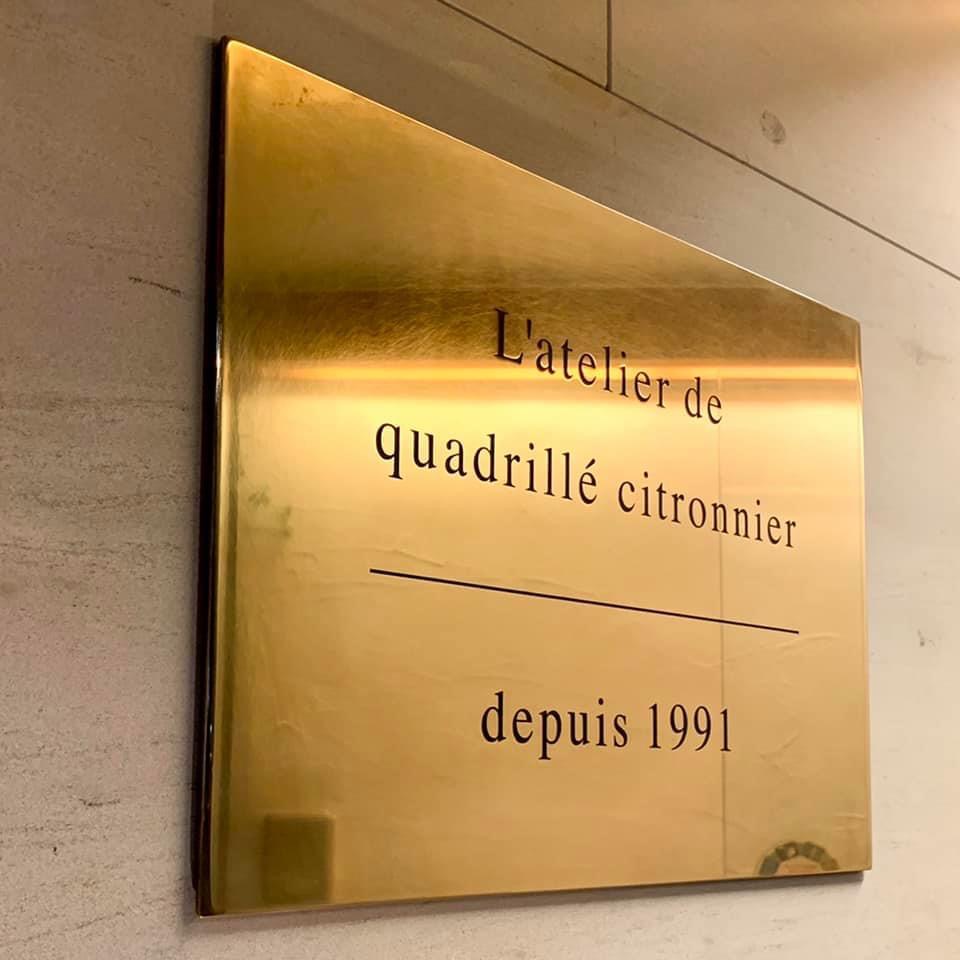 L'atelier de
quadrillé citronnier
depuis 1991